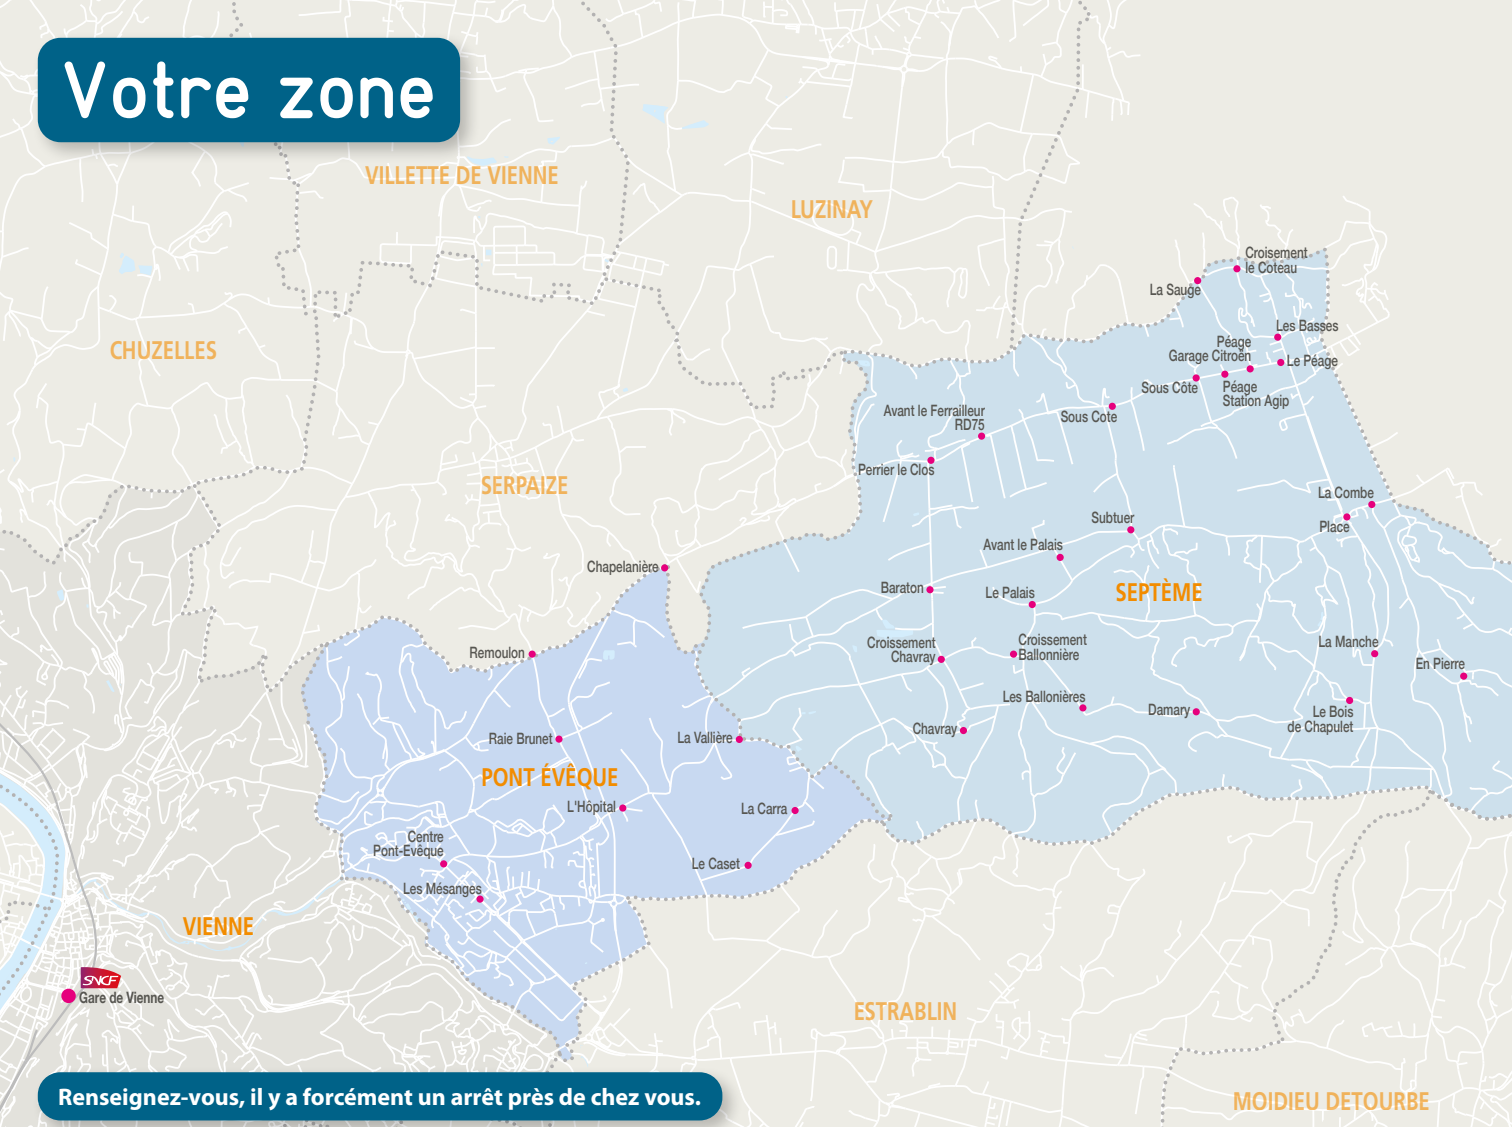 Votre zone
VILLETTE DE VIENNE
LUZINAY
Croisement
le Coteau
La Sauge
Les Basses
Péage
Garage Citroën
Le Péage
CHUZELLES
Sous Côte
Péage
Station Agip
Avant le Ferrailleur
RD75
Sous Cote
Perrier le Clos
SERPAIZE
La Combe
Place
Subtuer
Avant le Palais
Chapelanière
Baraton
Le Palais
SEPTÈME
Croissement
Chavray
Croissement
Ballonnière
La Manche
En Pierre
Remoulon
Les Ballonières
Damary
Le Bois
de Chapulet
Raie Brunet
La Vallière
Chavray
PONT ÉVÊQUE
L'Hôpital
La Carra
Centre
Pont-Evêque
Le Caset
Les Mésanges
VIENNE
SNCF
Gare de Vienne
ESTRABLIN
Renseignez-vous, il y a forcément un arrêt près de chez vous.
MOIDIEU DETOURBE